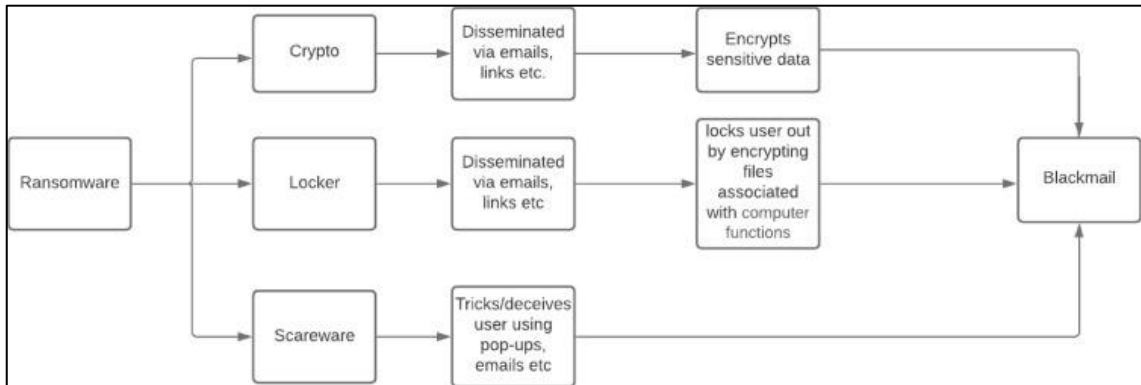 Crypto
Disseminated
via emails,
links etc.
Encrypts
sensitive data
Ransomware
Locker
Disseminated
via emails,
links etc
locks user out
by encrypting
files
associated
with computer
functions
Blackmail
Scareware
Tricks/deceives
user using
pop-ups,
emails etc